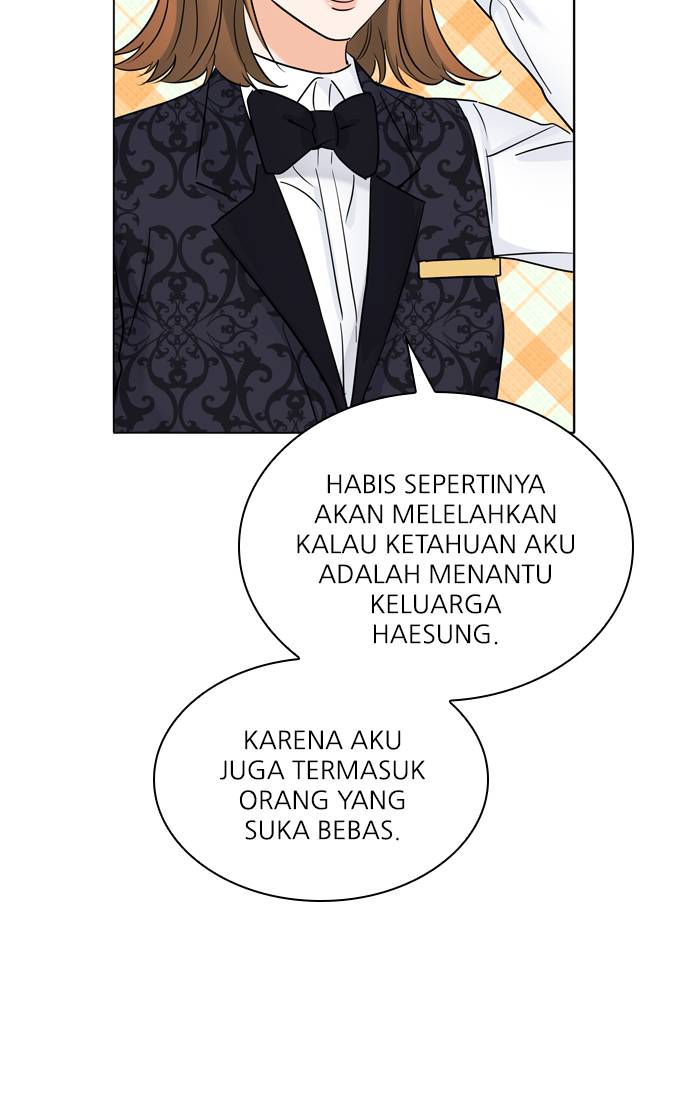 HABIS SEPERTINYA
AKAN MELELAHKAN
KALAU KETAHUAN AKU
ADALAH MENANTU
KELUARGA
HAESUNG.
KARENA AKU
JUGA TERMASUK
ORANG YANG
SUKA BEBAS.